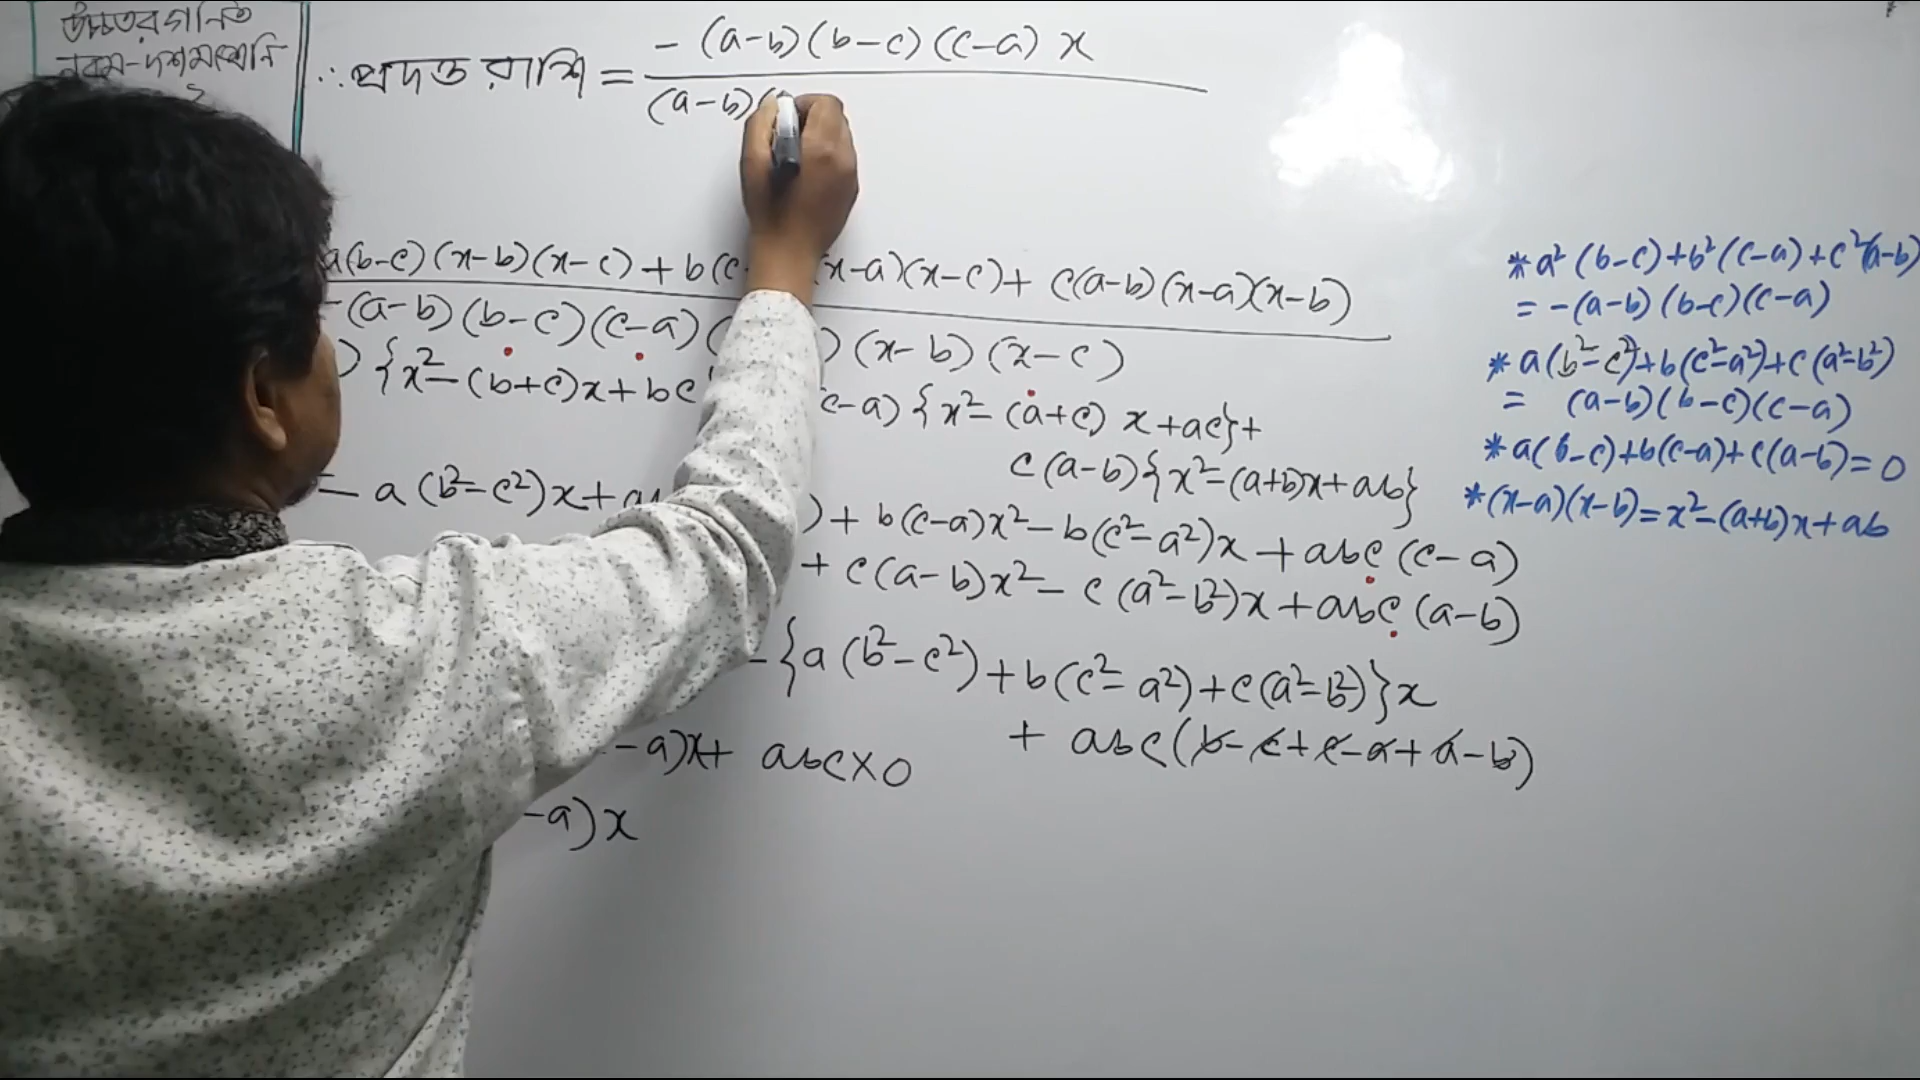 উচ্চতর গণিত
নবম-দশম শ্রেণি
∴ প্রদত্ত রাশি = -(a-b)(b-c)(c-a) x
(a-b)(
a(b-c)(x-b)(x-c) + b(c- x-a)(x-c) + c(a-b)(x-a)(x-b)
-(a-b)(b-c)(c-a)( )(x-b)(x-c)
){x²-(b+c)x+bc c-a){x²-(a+c)x+ac}+
c(a-b){x²-(a+b)x+ab}
- a(b²-c²)x+ )+b(c-a)x²-b(c²-a²)x+abc(c-a)
+c(a-b)x²-c(a²-b²)x+abc(a-b)
-{a(b²-c²)+b(c²-a²)+c(a²-b²)}x
+ abc(b-c+c-a+a-b)
-a)x+ abc×0
-a)x
*a²(b-c)+b²(c-a)+c²(a-b)
= -(a-b)(b-c)(c-a)
*a(b²-c²)+b(c²-a²)+c(a²-b²)
= (a-b)(b-c)(c-a)
*a(b-c)+b(c-a)+c(a-b)=0
*(x-a)(x-b)=x²-(a+b)x+ab